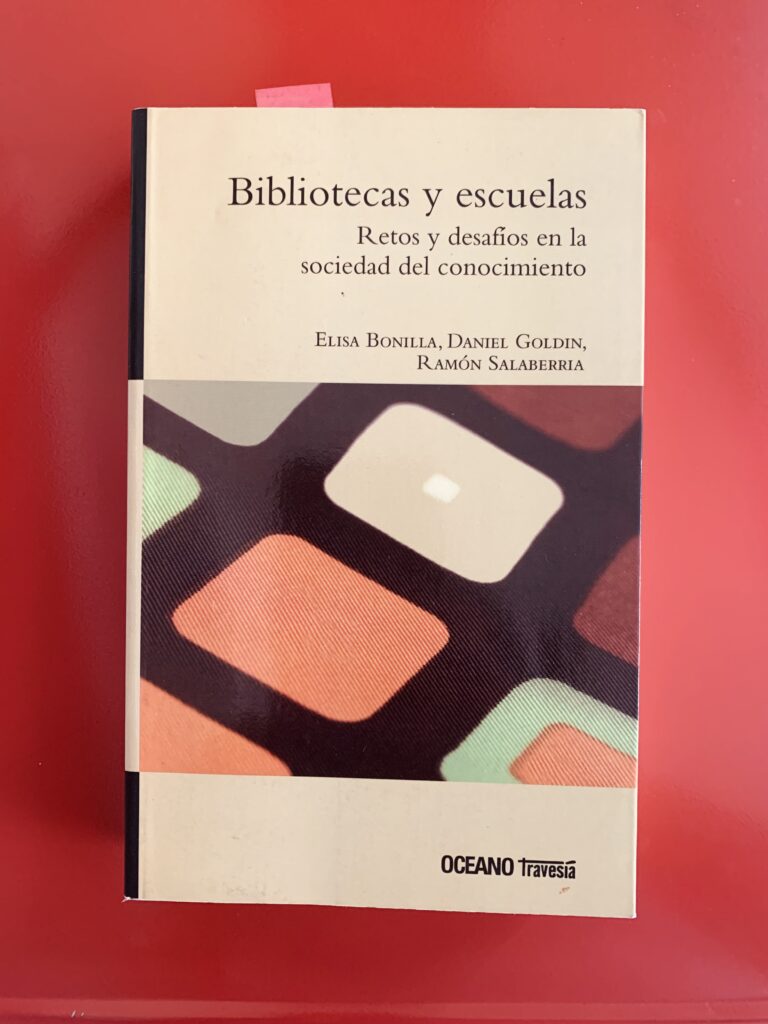 Bibliotecas y escuelas
Retos y desafíos en la
sociedad del conocimiento
ELISA BONILLA, DANIEL GOLDIN,
RAMÓN SALABERRIA
OCEANO Travesía